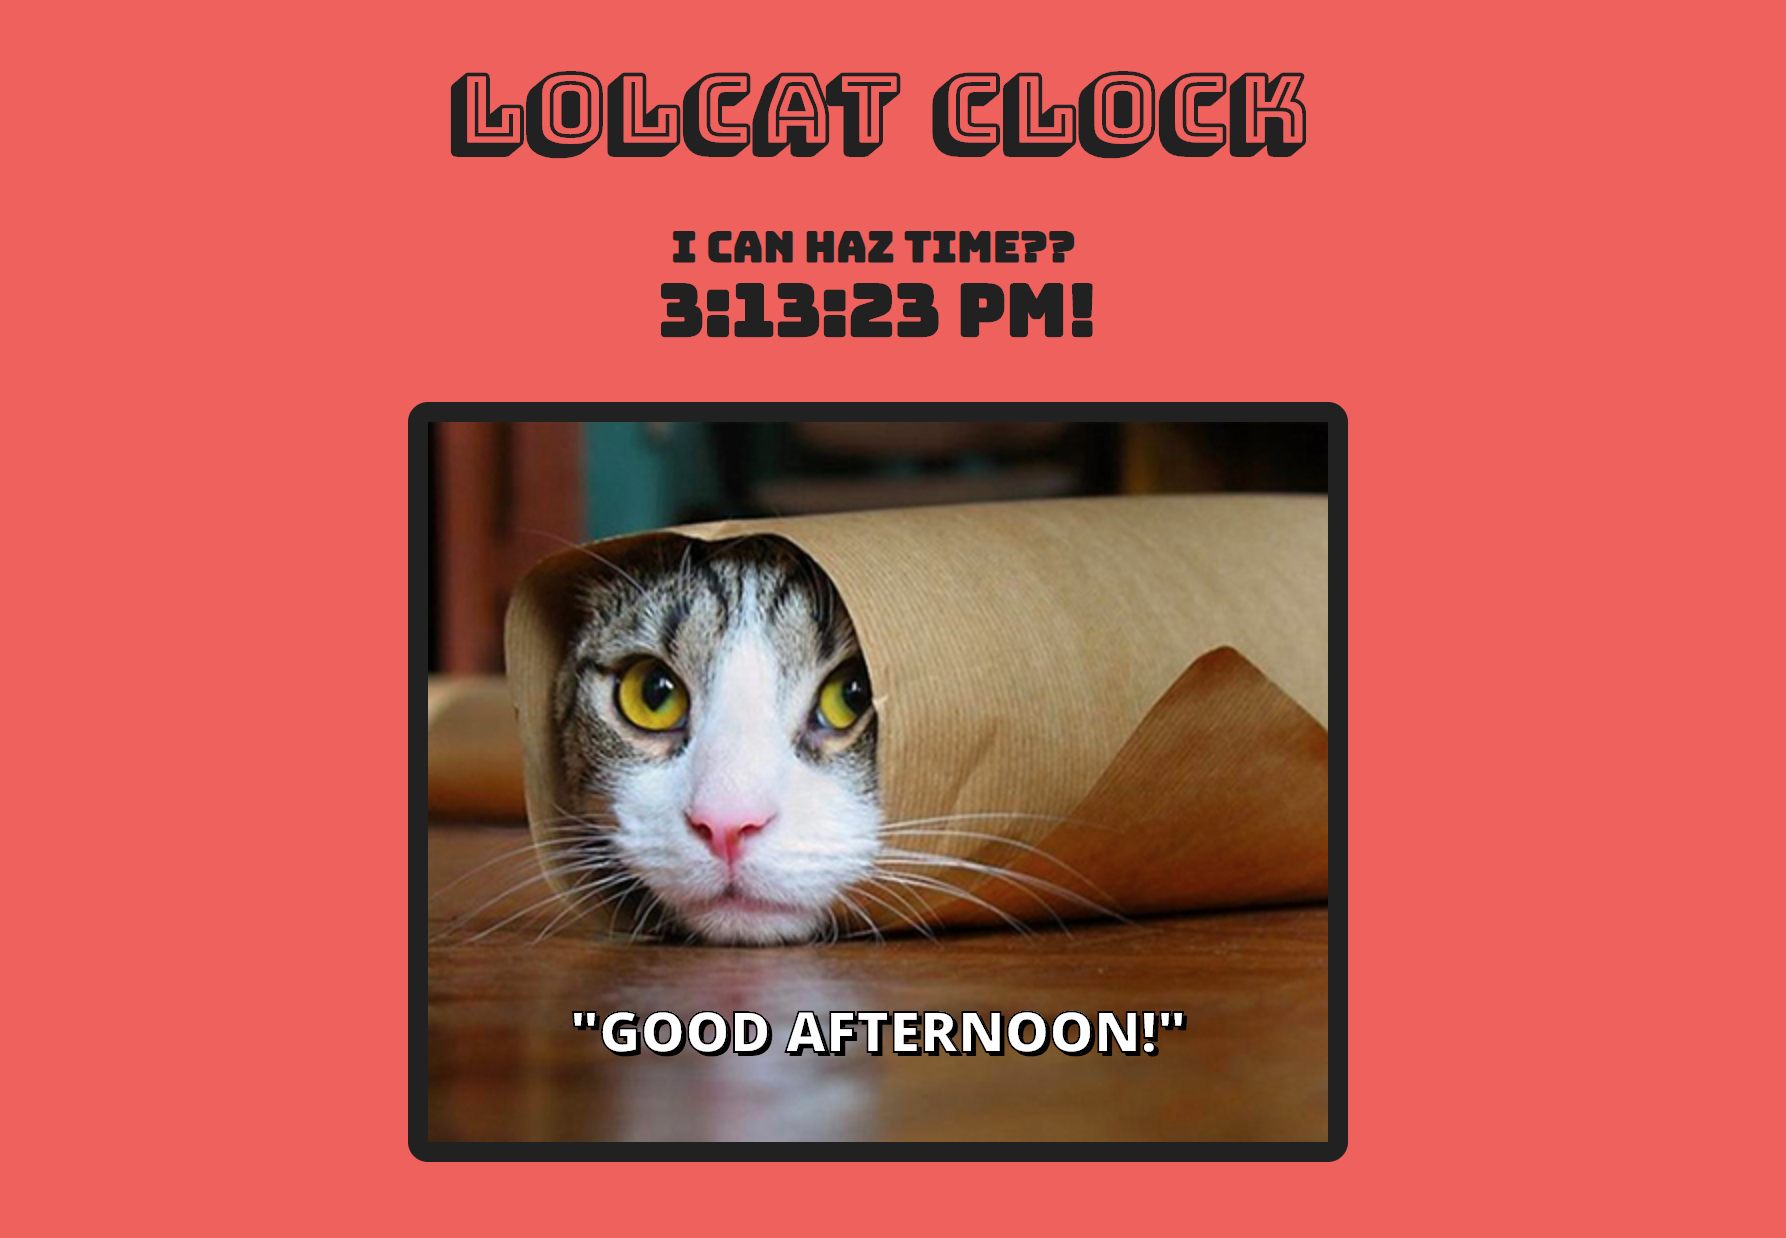 LOLCAT CLOCK
I CAN HAZ TIME??
3:13:23 PM!
"GOOD AFTERNOON!"